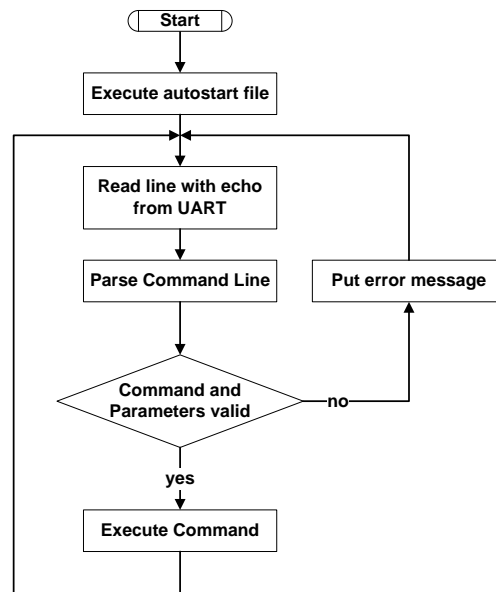 Start
Execute autostart file
Read line with echo
from UART
Parse Command Line
Put error message
Command and
Parameters valid
no
yes
Execute Command